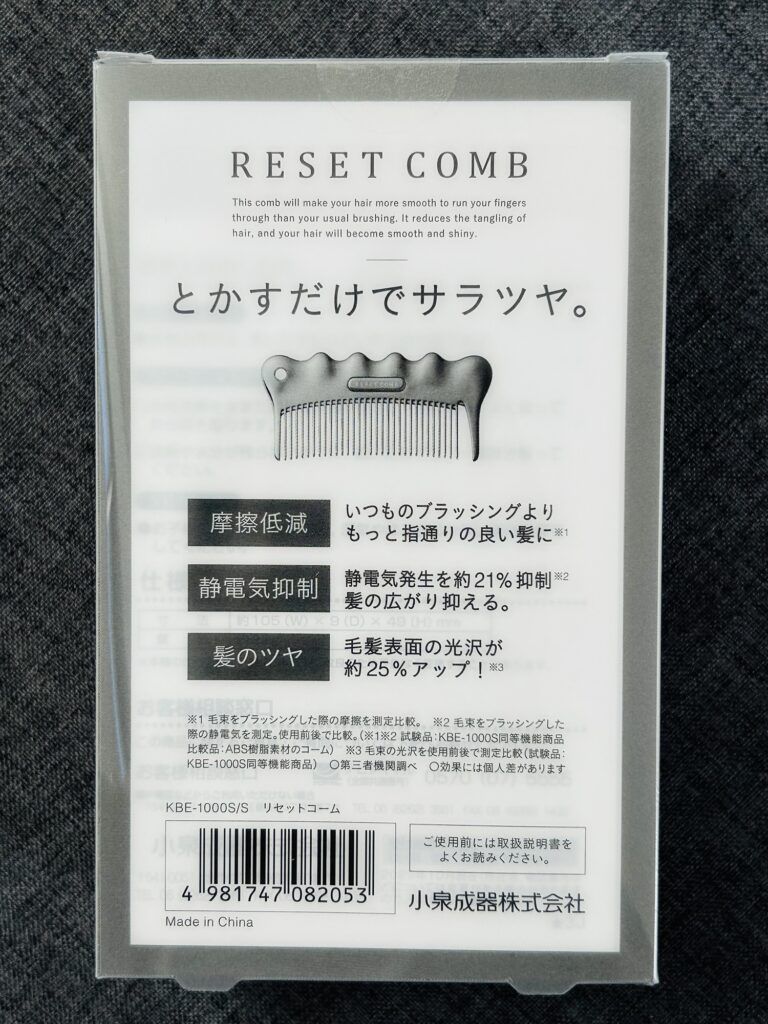 RESET COMB
This comb will make your hair more smooth to run your fingers
through than your usual brushing. It reduces the tangling of
hair, and your hair will become smooth and shiny.
とかすだけでサラツヤ。
RESET COMB
摩擦低減
いつものブラッシングより
もっと指通りの良い髪に※1
静電気抑制
静電気発生を約21%抑制※2
髪の広がり抑える。
髪のツヤ
毛髪表面の光沢が
約25%アップ！※3
※1 毛束をブラッシングした際の摩擦を測定比較。 ※2 毛束をブラッシングした
際の静電気を測定。使用前後で比較。(※1※2 試験品:KBE-1000S同等機能商品
比較品:ABS樹脂素材のコーム) ※3 毛束の光沢を使用前後で測定比較(試験品:
KBE-1000S同等機能商品) ○第三者機関調べ ○効果には個人差があります
KBE-1000S/S リセットコーム
4 981747 082053
Made in China
ご使用前には取扱説明書を
よくお読みください。
小泉成器株式会社